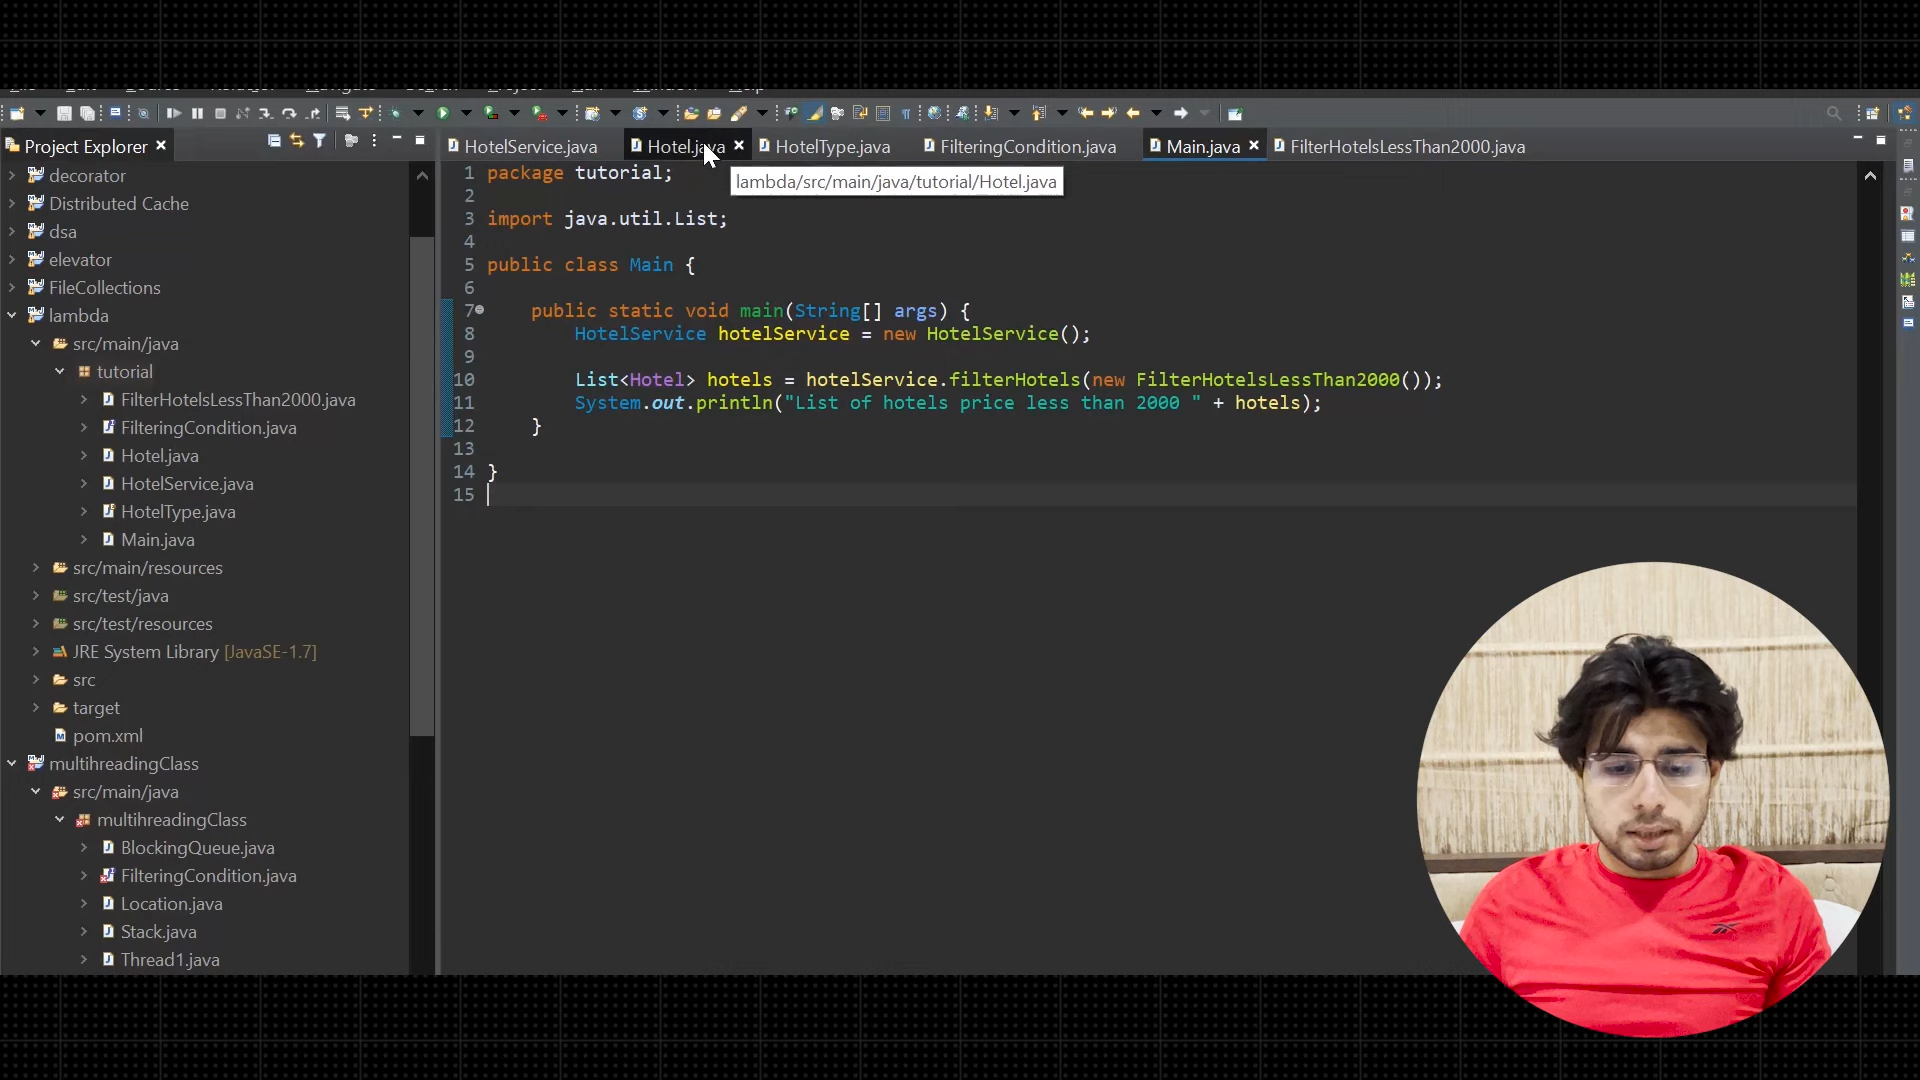 Project Explorer
HotelService.java
Hotel.java
HotelType.java
FilteringCondition.java
Main.java
FilterHotelsLessThan2000.java
lambda/src/main/java/tutorial/Hotel.java
decorator
Distributed Cache
dsa
elevator
FileCollections
lambda
src/main/java
tutorial
FilterHotelsLessThan2000.java
FilteringCondition.java
Hotel.java
HotelService.java
HotelType.java
Main.java
src/main/resources
src/test/java
src/test/resources
JRE System Library [JavaSE-1.7]
src
target
pom.xml
multihreadingClass
src/main/java
multihreadingClass
BlockingQueue.java
FilteringCondition.java
Location.java
Stack.java
Thread1.java
1 package tutorial;
2
3 import java.util.List;
4
5 public class Main {
6
7 public static void main(String[] args) {
8 HotelService hotelService = new HotelService();
9
10 List<Hotel> hotels = hotelService.filterHotels(new FilterHotelsLessThan2000());
11 System.out.println("List of hotels price less than 2000 " + hotels);
12 }
13
14 }
15